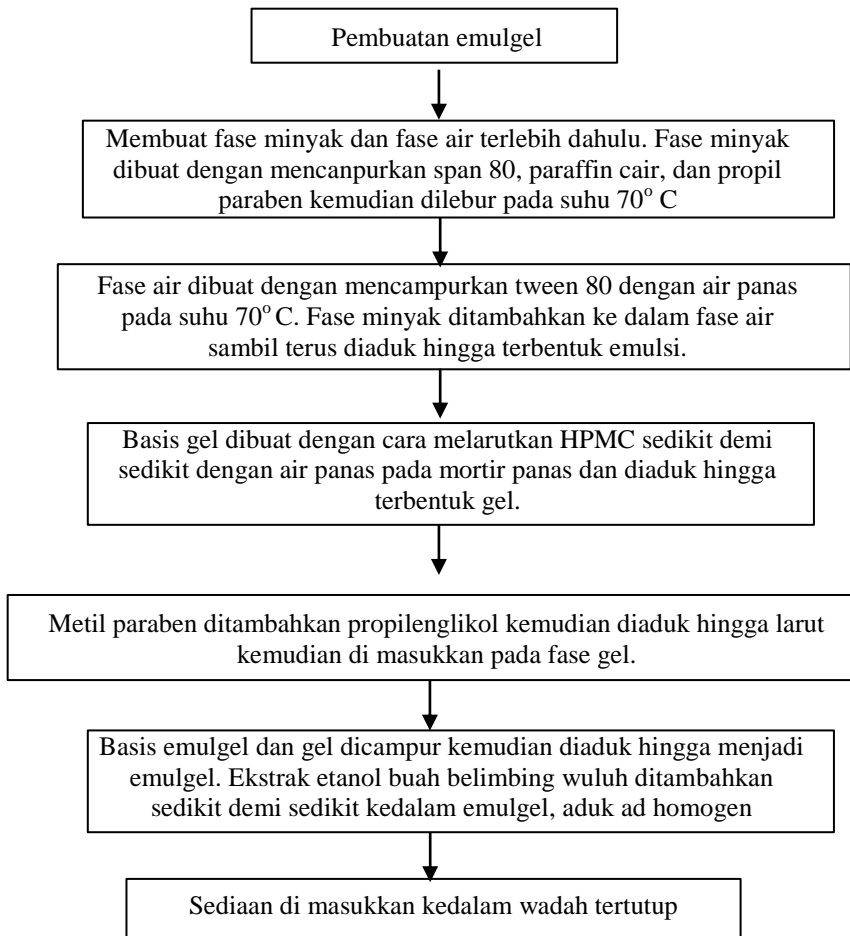 Pembuatan emulgel
Membuat fase minyak dan fase air terlebih dahulu. Fase minyak
dibuat dengan mencanpurkan span 80, paraffin cair, dan propil
paraben kemudian dilebur pada suhu 70° C
Fase air dibuat dengan mencampurkan tween 80 dengan air panas
pada suhu 70° C. Fase minyak ditambahkan ke dalam fase air
sambil terus diaduk hingga terbentuk emulsi.
Basis gel dibuat dengan cara melarutkan HPMC sedikit demi
sedikit dengan air panas pada mortir panas dan diaduk hingga
terbentuk gel.
Metil paraben ditambahkan propilenglikol kemudian diaduk hingga larut
kemudian di masukkan pada fase gel.
Basis emulgel dan gel dicampur kemudian diaduk hingga menjadi
emulgel. Ekstrak etanol buah belimbing wuluh ditambahkan
sedikit demi sedikit kedalam emulgel, aduk ad homogen
Sediaan di masukkan kedalam wadah tertutup